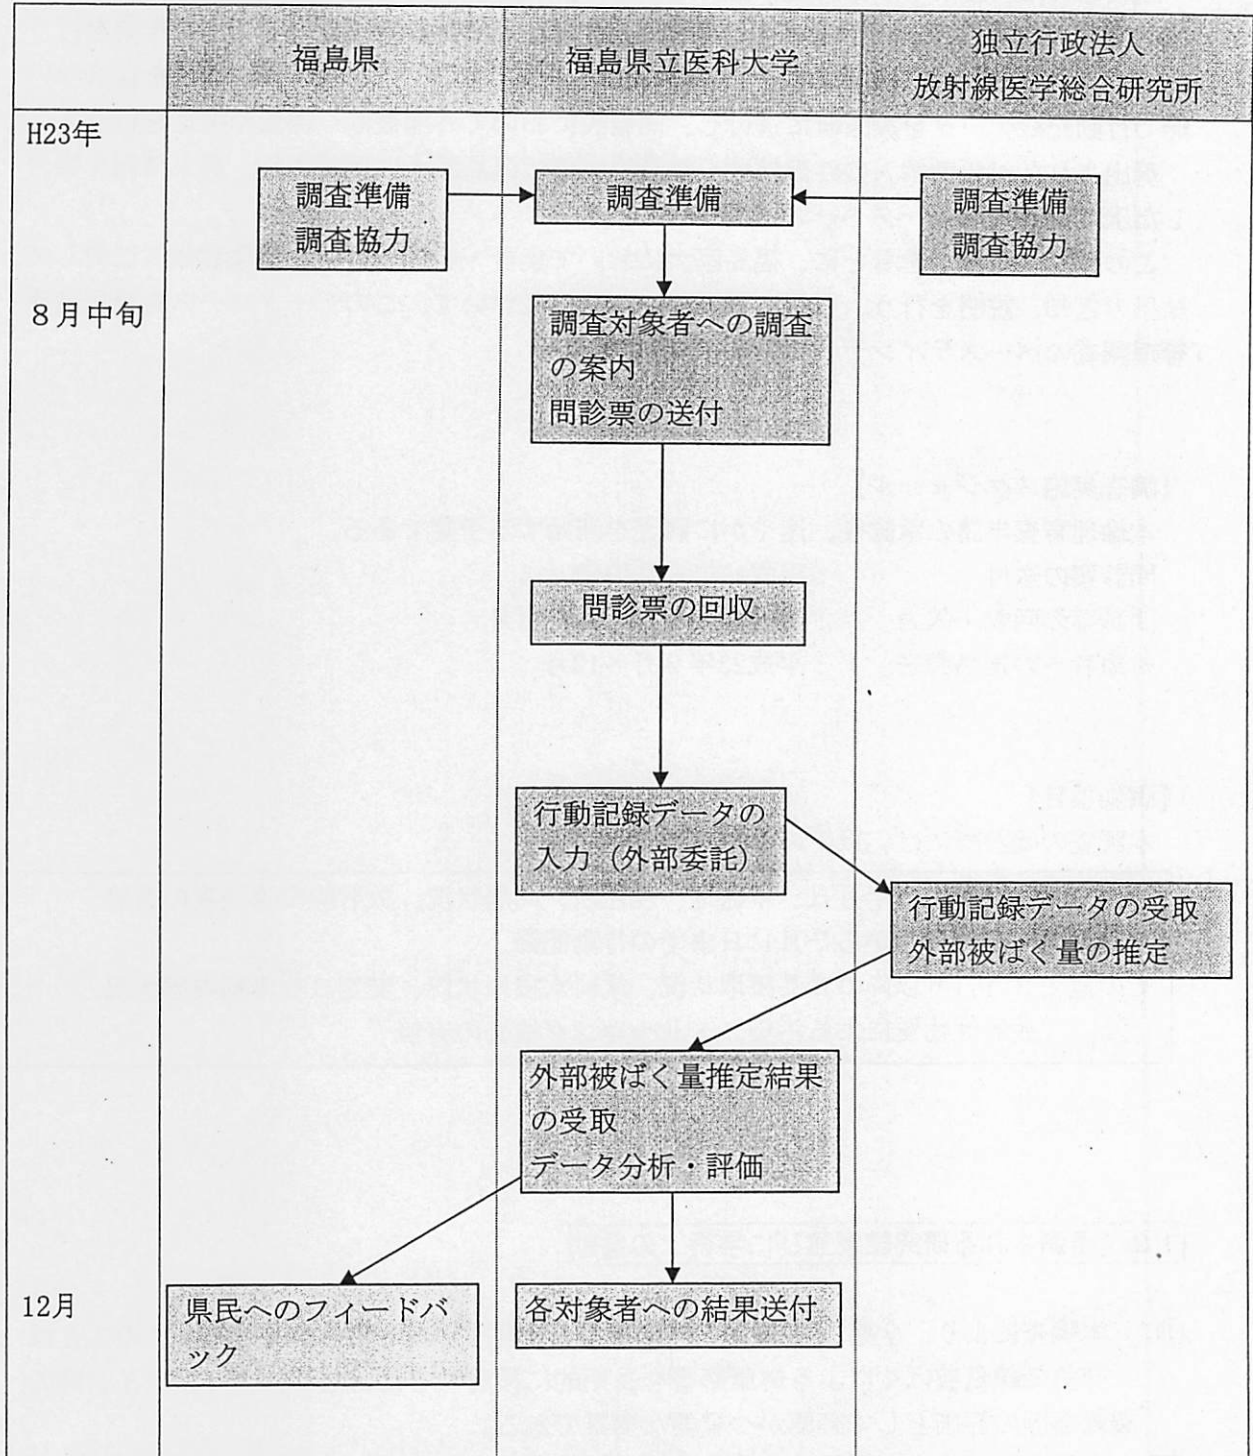 福島県
福島県立医科大学
独立行政法人
放射線医学総合研究所
H23年
調査準備
調査協力
調査準備
調査準備
調査協力
8月中旬
調査対象者への調査
の案内
問診票の送付
問診票の回収
行動記録データの
入力（外部委託）
行動記録データの受取
外部被ばく量の推定
外部被ばく量推定結果
の受取
データ分析・評価
12月
県民へのフィードバ
ック
各対象者への結果送付